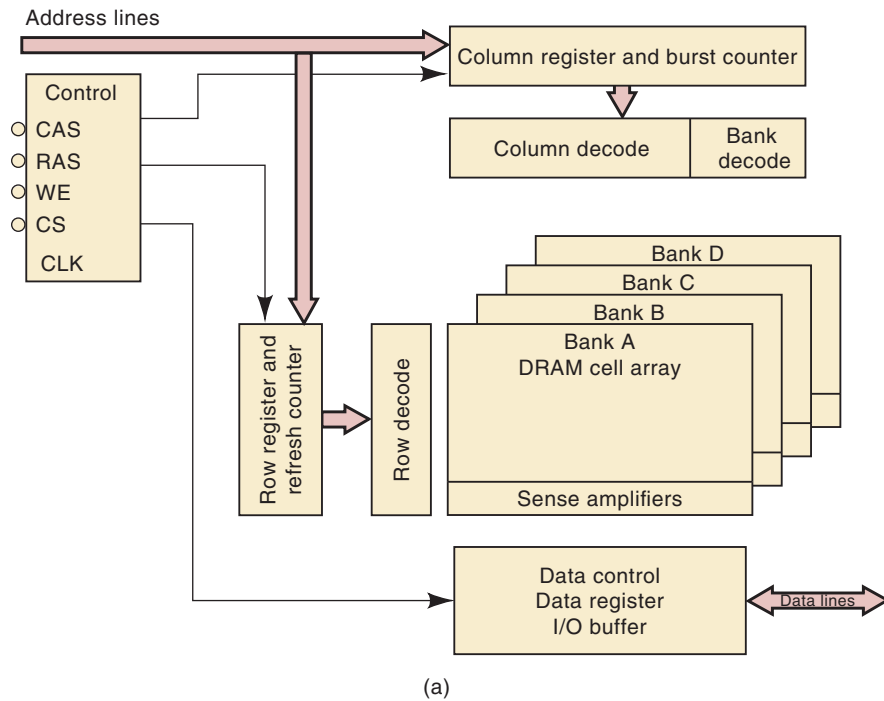 Address lines
Column register and burst counter
Control
CAS
RAS
WE
CS
CLK
Column decode
Bank
decode
Bank D
Bank C
Bank B
Bank A
DRAM cell array
Sense amplifiers
Row register and
refresh counter
Row decode
Data control
Data register
I/O buffer
Data lines
(a)